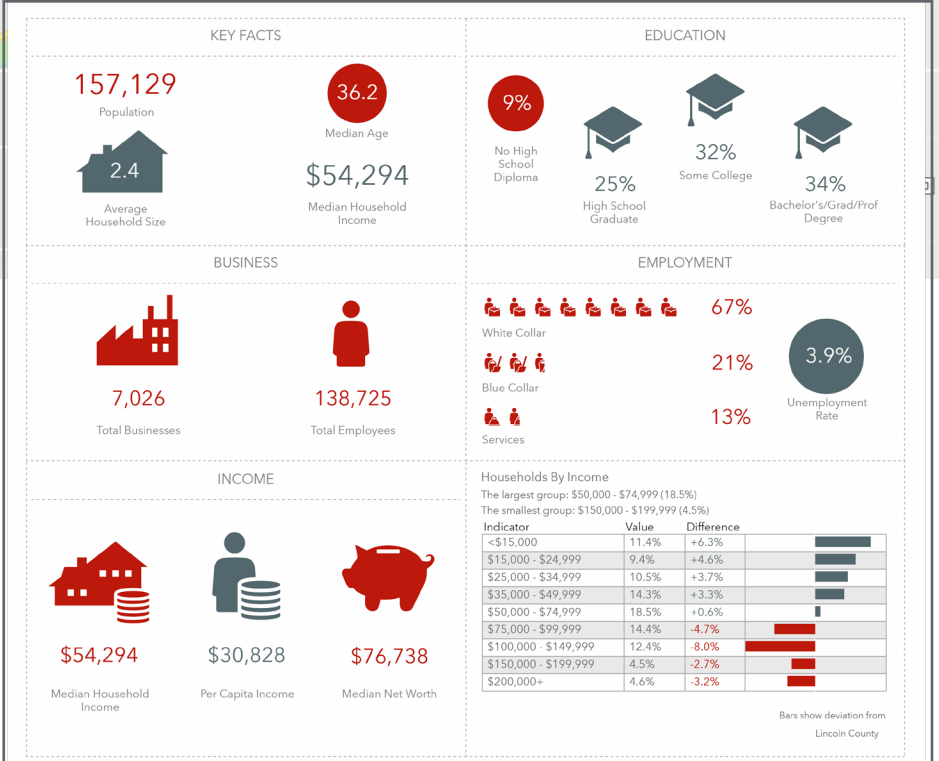 KEY FACTS
157,129
Population
36.2
Median Age
2.4
Average
Household Size
$54,294
Median Household
Income
EDUCATION
9%
No High
School
Diploma
25%
High School
Graduate
32%
Some College
34%
Bachelor's/Grad/Prof
Degree
BUSINESS
7,026
Total Businesses
138,725
Total Employees
EMPLOYMENT
67%
White Collar
21%
Blue Collar
13%
Services
3.9%
Unemployment
Rate
INCOME
$54,294
Median Household
Income
$30,828
Per Capita Income
$76,738
Median Net Worth
Households By Income
The largest group: $50,000 - $74,999 (18.5%)
The smallest group: $150,000 - $199,999 (4.5%)
Indicator Value Difference
<$15,000 11.4% +6.3%
$15,000 - $24,999 9.4% +4.6%
$25,000 - $34,999 10.5% +3.7%
$35,000 - $49,999 14.3% +3.3%
$50,000 - $74,999 18.5% +0.6%
$75,000 - $99,999 14.4% -4.7%
$100,000 - $149,999 12.4% -8.0%
$150,000 - $199,999 4.5% -2.7%
$200,000+ 4.6% -3.2%
Bars show deviation from
Lincoln County